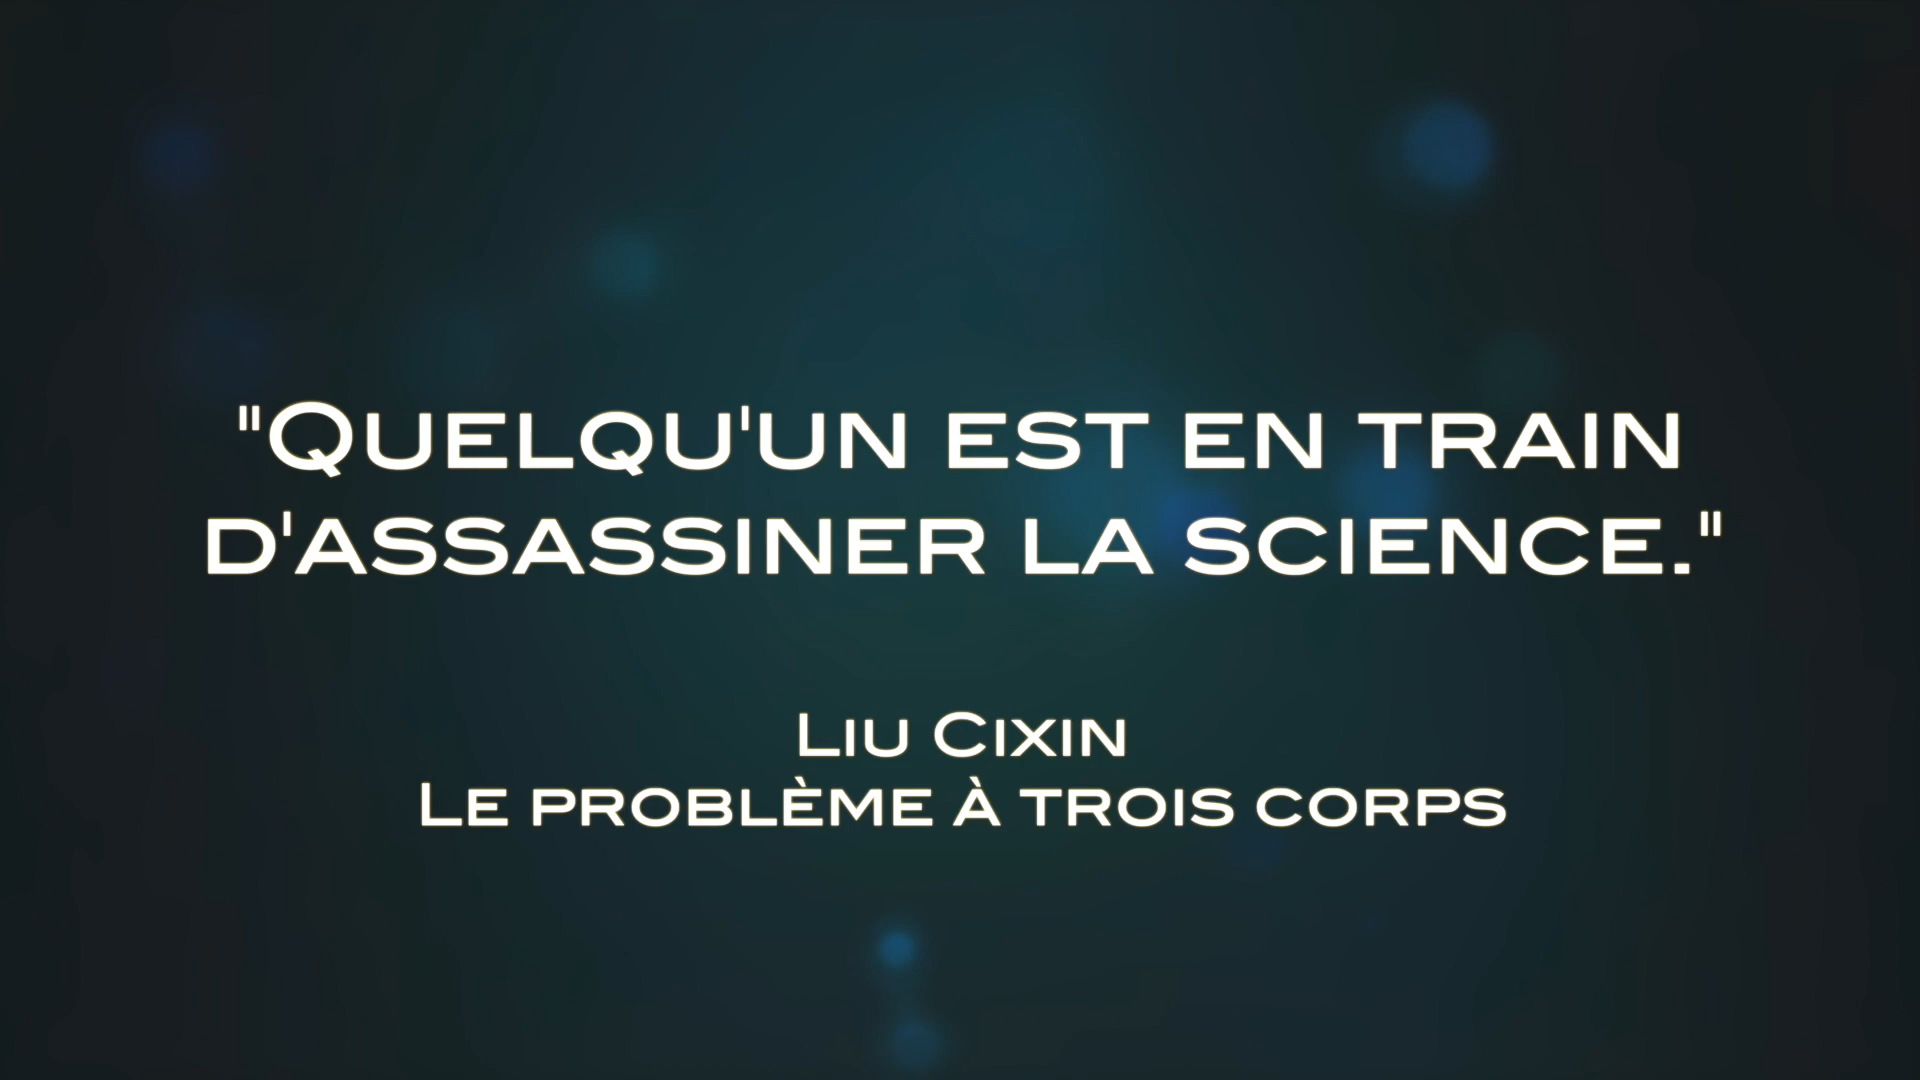 "Quelqu'un est en train
d'assassiner la science."
Liu Cixin
Le problème à trois corps